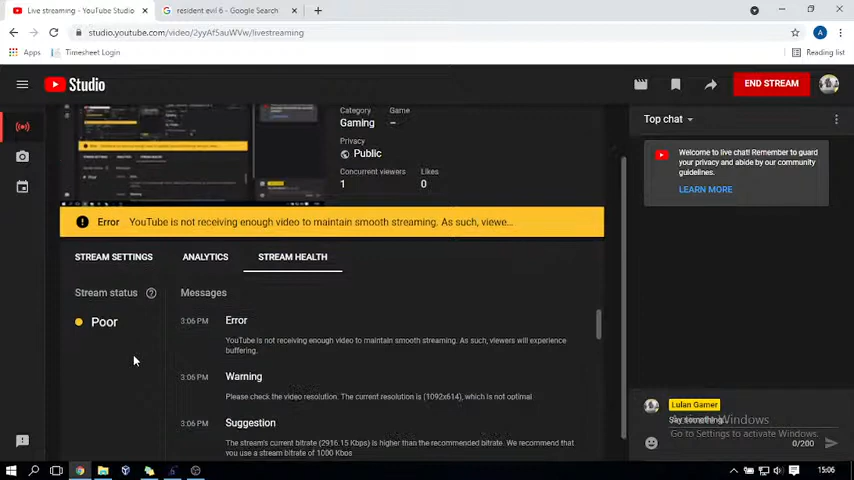 Live streaming - YouTube Studio
resident evil 6 - Google Search
studio.youtube.com/video/2yyAf5auWVw/livestreaming
A
Apps
Timesheet Login
Reading list
Studio
END STREAM
Category
Game
Gaming
–
Privacy
Public
Concurrent viewers
Likes
1
0
Top chat
Welcome to live chat! Remember to guard
your privacy and abide by our community
guidelines.
LEARN MORE
Error YouTube is not receiving enough video to maintain smooth streaming. As such, viewe...
STREAM SETTINGS
ANALYTICS
STREAM HEALTH
Stream status
Messages
Poor
3:06 PM
Error
YouTube is not receiving enough video to maintain smooth streaming. As such, viewers will experience
buffering.
3:06 PM
Warning
Please check the video resolution. The current resolution is (1092x614), which is not optimal
3:06 PM
Suggestion
The stream's current bitrate (2916.15 Kbps) is higher than the recommended bitrate. We recommend that
you use a stream bitrate of 1000 Kbps
Lulan Gamer
Say something...
Activate Windows
Go to Settings to activate Windows.
0/200
15:06